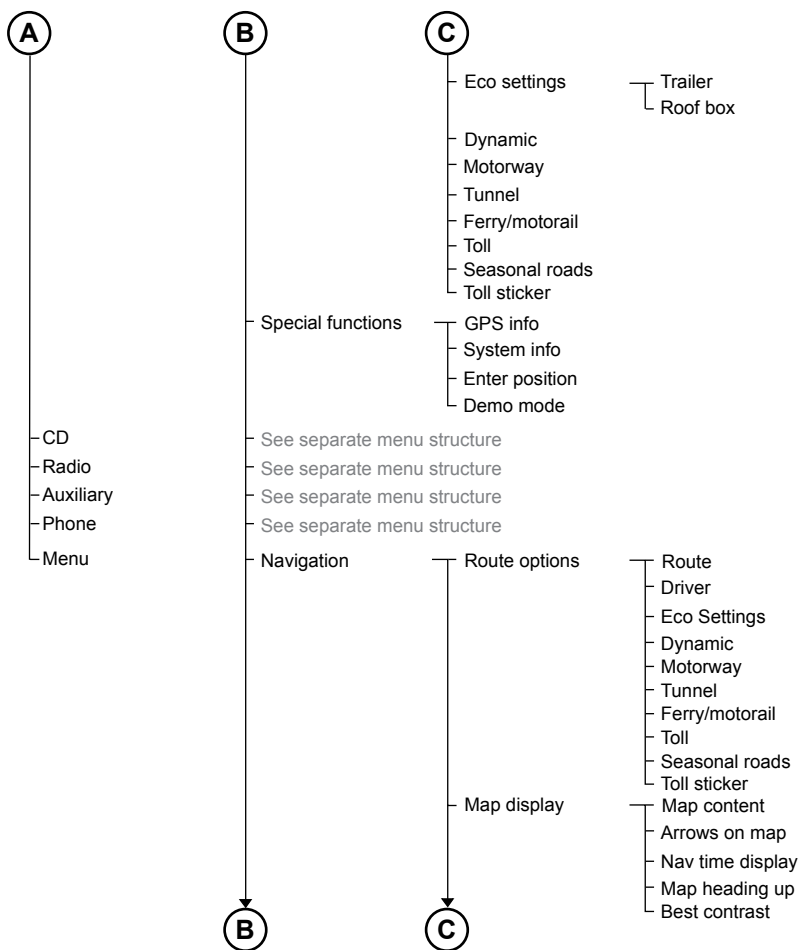 A B C
Eco settings Trailer
Roof box
Dynamic
Motorway
Tunnel
Ferry/motorail
Toll
Seasonal roads
Toll sticker
Special functions GPS info
System info
Enter position
Demo mode
CD See separate menu structure
Radio See separate menu structure
Auxiliary See separate menu structure
Phone See separate menu structure
Menu Navigation Route options Route
Driver
Eco Settings
Dynamic
Motorway
Tunnel
Ferry/motorail
Toll
Seasonal roads
Toll sticker
Map display Map content
Arrows on map
Nav time display
Map heading up
Best contrast
B C